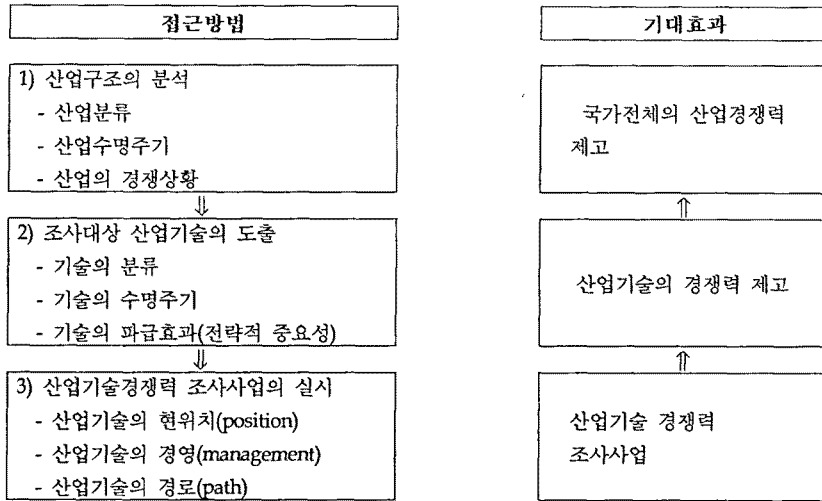 접근방법
1) 산업구조의 분석
- 산업분류
- 산업수명주기
- 산업의 경쟁상황
⇓
2) 조사대상 산업기술의 도출
- 기술의 분류
- 기술의 수명주기
- 기술의 파급효과(전략적 중요성)
⇓
3) 산업기술경쟁력 조사사업의 실시
- 산업기술의 현위치(position)
- 산업기술의 경영(management)
- 산업기술의 경로(path)
기대효과
국가전체의 산업경쟁력
제고
⇑
산업기술의 경쟁력 제고
⇑
산업기술 경쟁력
조사사업